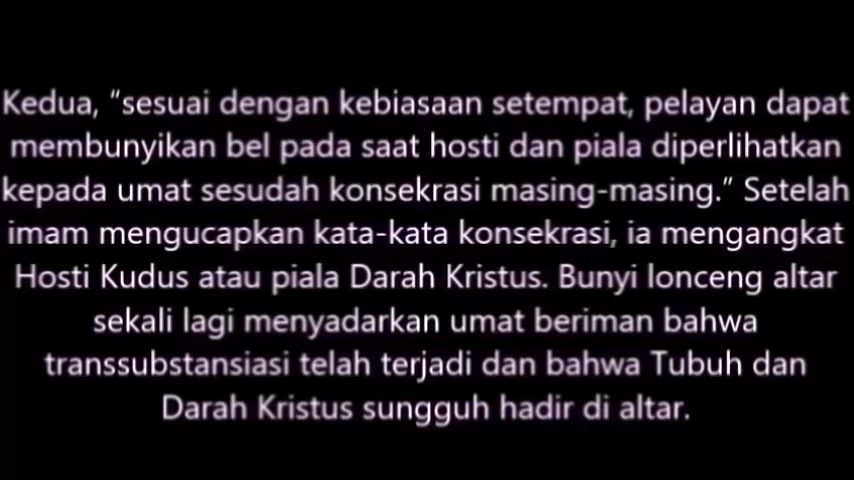 Kedua, "sesuai dengan kebiasaan setempat, pelayan dapat
membunyikan bel pada saat hosti dan piala diperlihatkan
kepada umat sesudah konsekrasi masing-masing." Setelah
imam mengucapkan kata-kata konsekrasi, ia mengangkat
Hosti Kudus atau piala Darah Kristus. Bunyi lonceng altar
sekali lagi menyadarkan umat beriman bahwa
transsubstansiasi telah terjadi dan bahwa Tubuh dan
Darah Kristus sungguh hadir di altar.